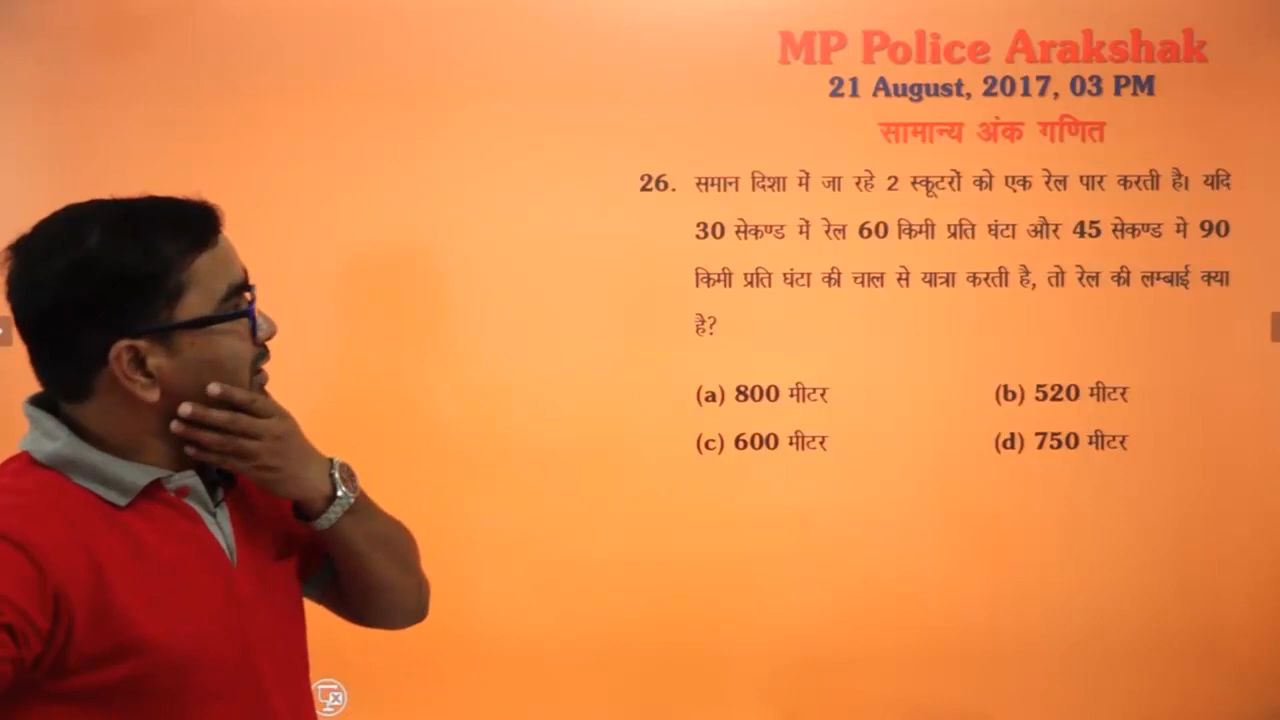 MP Police Arakshak
21 August, 2017, 03 PM
सामान्य अंक गणित
26. समान दिशा में जा रहे 2 स्कूटरों को एक रेल पार करती है। यदि
30 सेकण्ड में रेल 60 किमी प्रति घंटा और 45 सेकण्ड मे 90
किमी प्रति घंटा की चाल से यात्रा करती है, तो रेल की लम्बाई क्या
है?
(a) 800 मीटर (b) 520 मीटर
(c) 600 मीटर (d) 750 मीटर